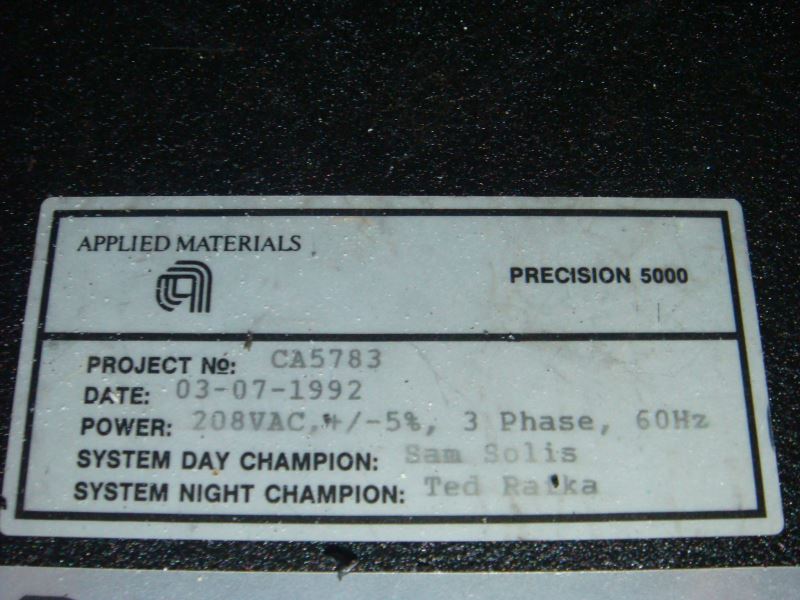 APPLIED MATERIALS
PRECISION 5000
PROJECT No: CA5783
DATE: 03-07-1992
POWER: 208VAC, +/-5%, 3 Phase, 60Hz
SYSTEM DAY CHAMPION: Sam Solis
SYSTEM NIGHT CHAMPION: Ted